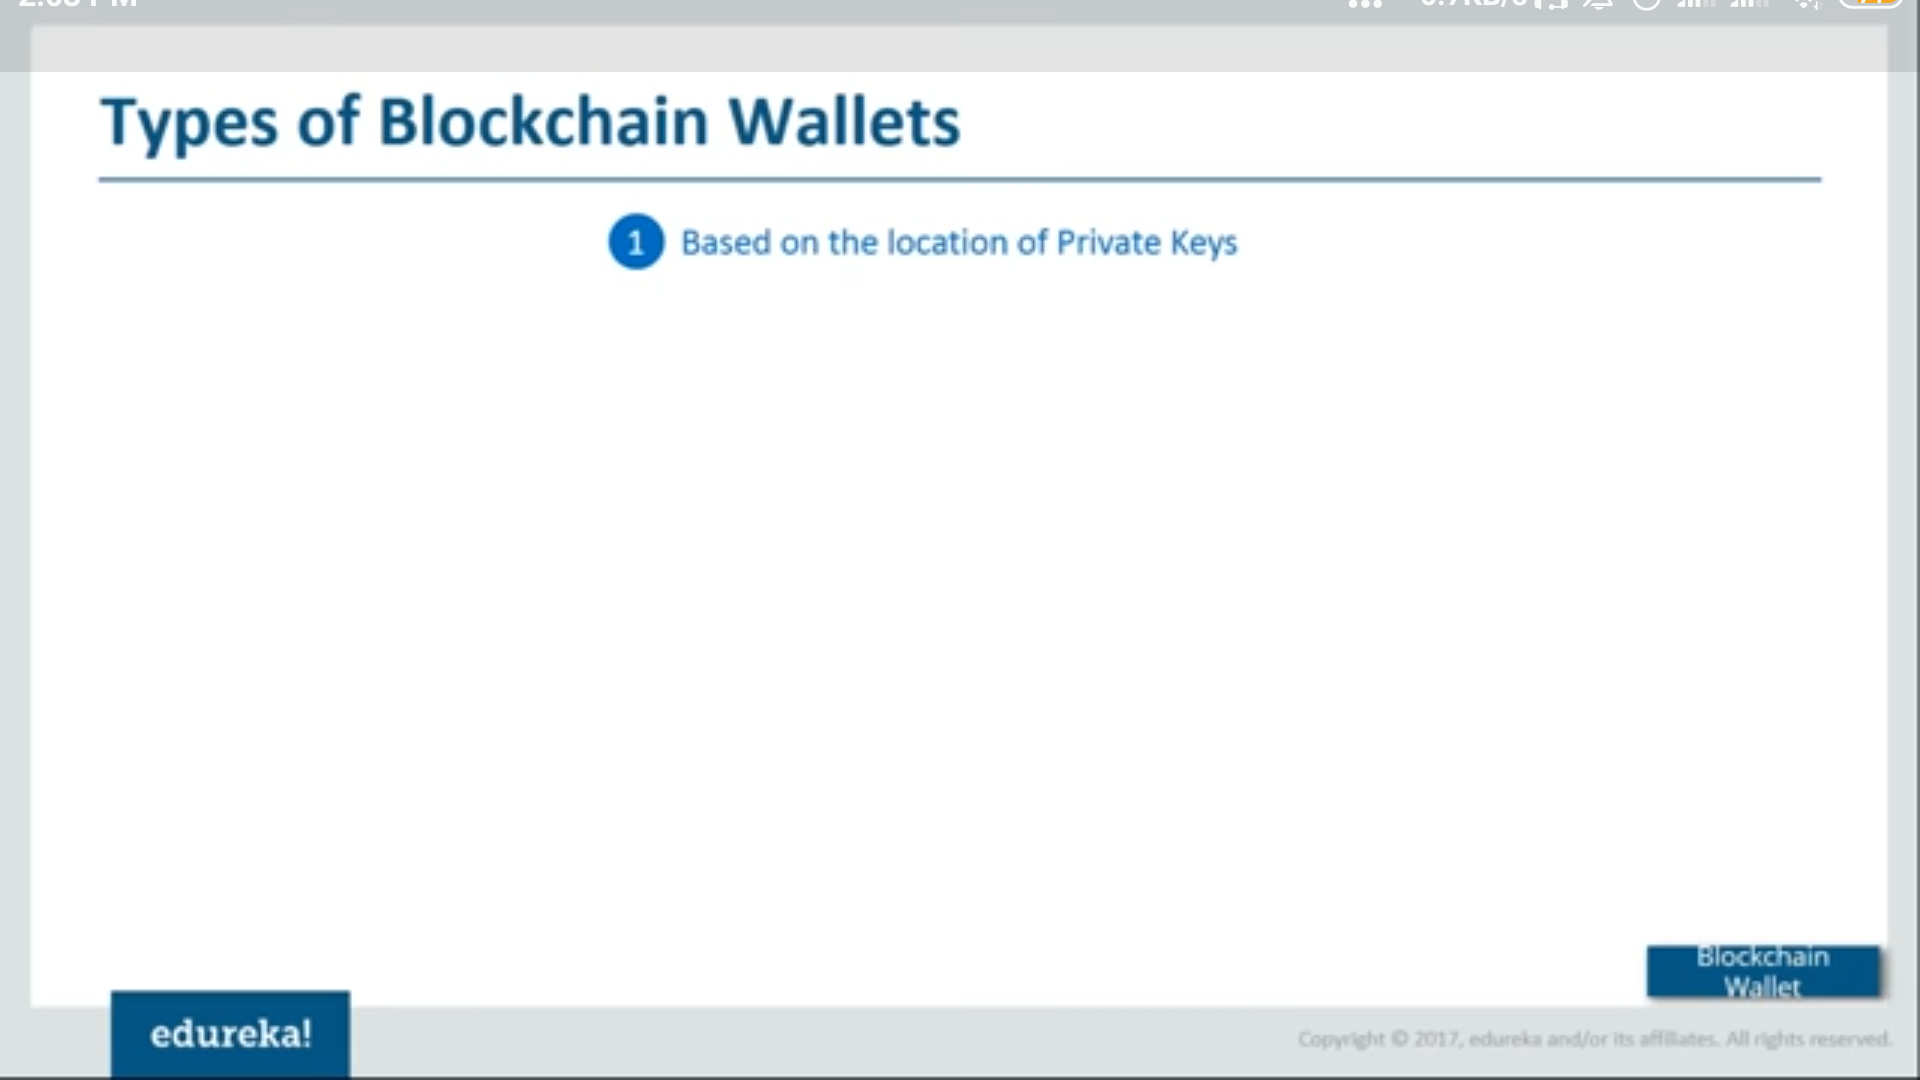 Types of Blockchain Wallets
1 Based on the location of Private Keys
Blockchain
Wallet
edureka!
Copyright © 2017, edureka and/or its affiliates. All rights reserved.